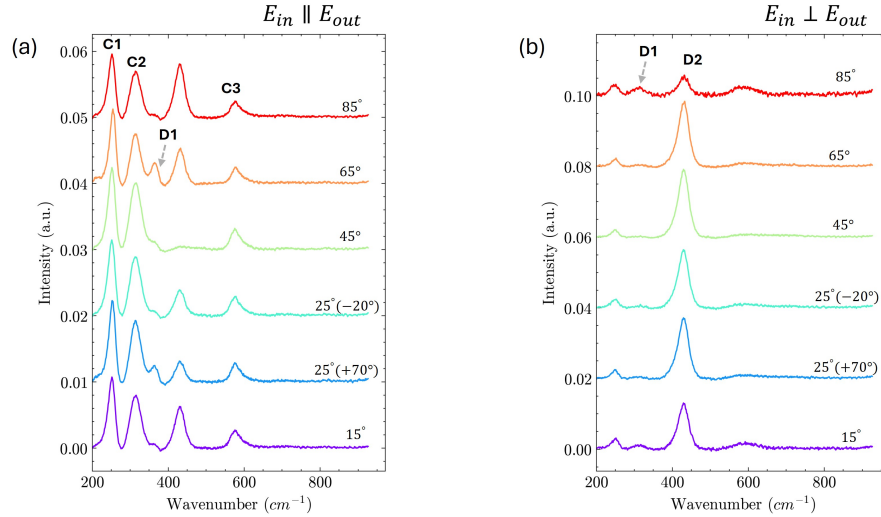 E_in ∥ E_out
(a)
C1
C2
C3
D1
85°
65°
45°
25°(−20°)
25°(+70°)
15°
0.06
0.05
0.04
0.03
0.02
0.01
0.00
Intensity (a.u.)
200 400 600 800
Wavenumber (cm⁻¹)
E_in ⊥ E_out
(b)
D1
D2
85°
65°
45°
25°(−20°)
25°(+70°)
15°
0.10
0.08
0.06
0.04
0.02
0.00
Intensity (a.u.)
200 400 600 800
Wavenumber (cm⁻¹)